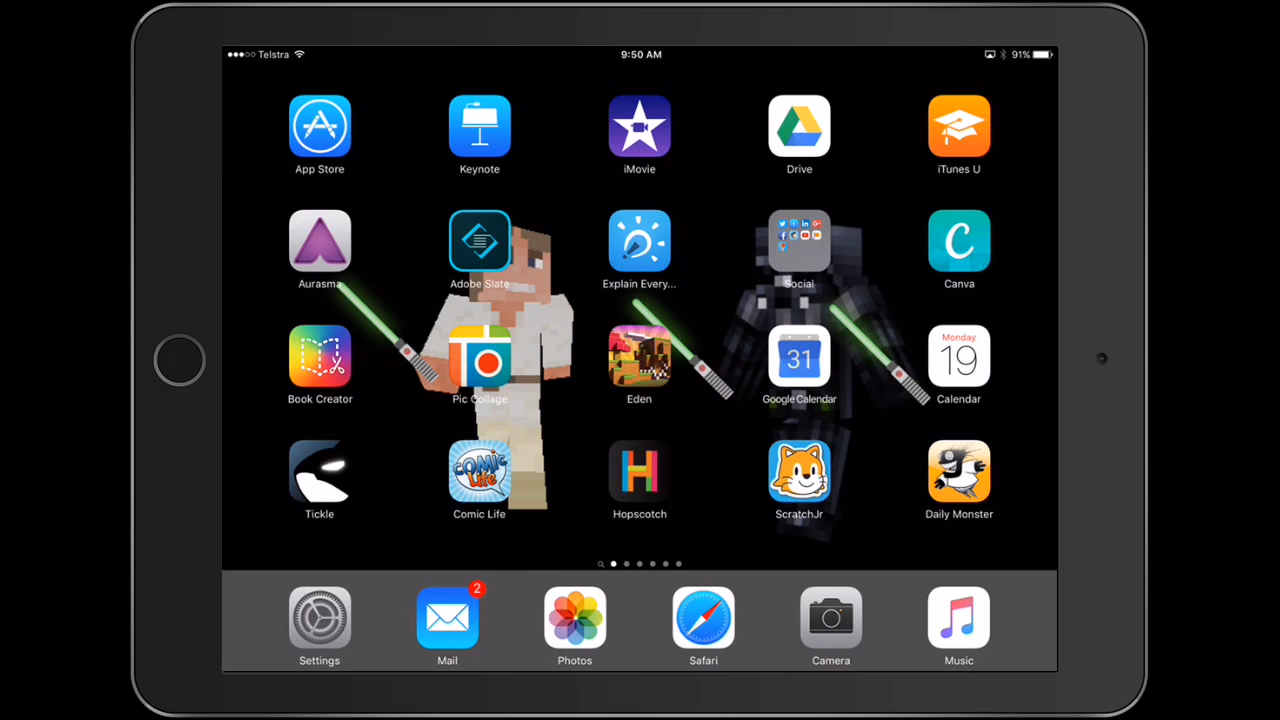 Telstra 9:50 AM 91%
App Store Keynote iMovie Drive iTunes U
Aurasma Adobe Slate Explain Every... Social Canva
Monday
31 19
Book Creator Pic Collage Eden Google Calendar Calendar
COMIC
Life
H
Tickle Comic Life Hopscotch ScratchJr Daily Monster
2
Settings Mail Photos Safari Camera Music